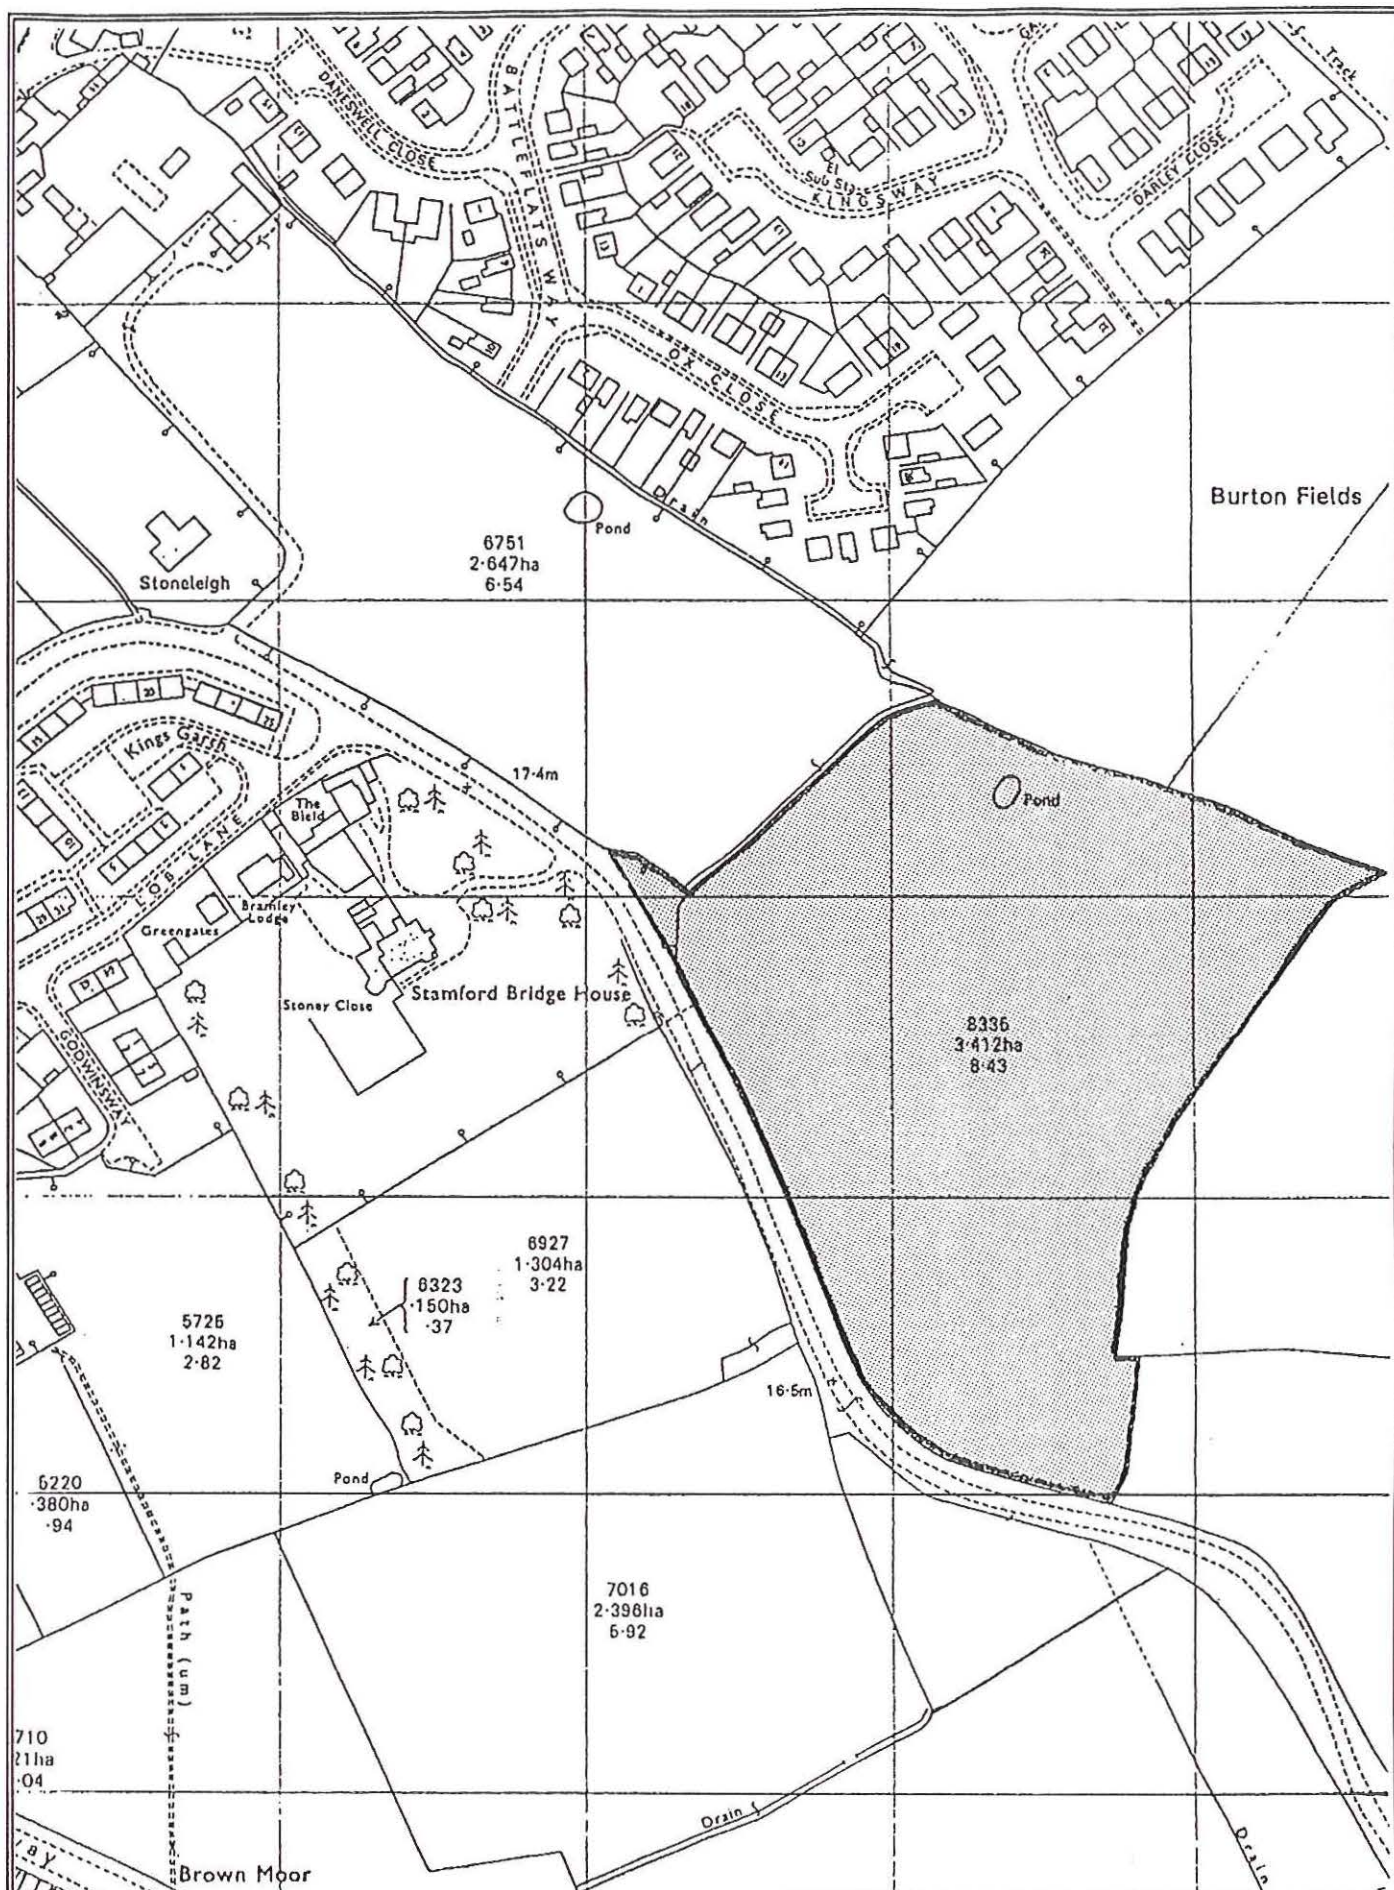 Track
DANESWELL CLOSE
BATTLEFLATS WAY
El
Sub Sta
KINGSWAY
DARLEY CLOSE
OX CLOSE
Burton Fields
Drain
Pond
6751
2·647ha
6·54
Stoneleigh
Kings Garth
17·4m
The
Bield
Pond
LOB LANE
Bramley
Lodge
Greengates
Stamford Bridge House
Stoney Close
8336
3·412ha
8·43
GODWINSWAY
6927
1·304ha
3·22
8323
·150ha
·37
5726
1·142ha
2·82
16·5m
Pond
5220
·380ha
·94
7016
2·396ha
5·92
Path (um)
710
21ha
·04
Drain
Drain
ay
Brown Moor